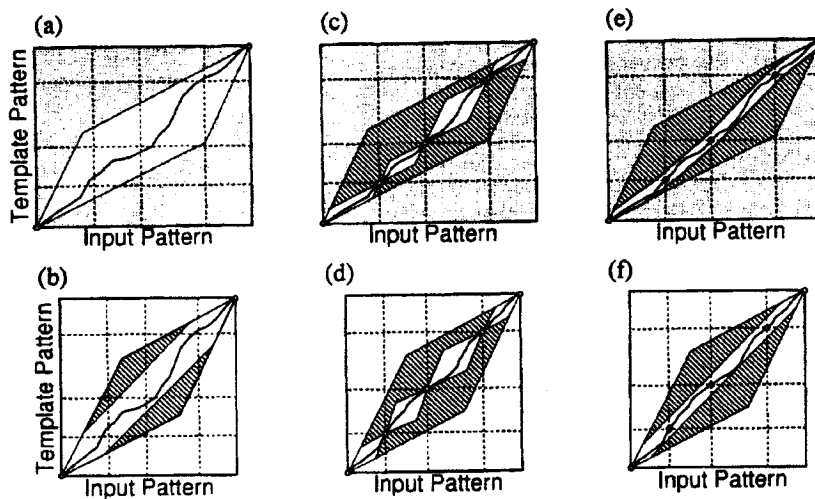 (a)
Template Pattern
Input Pattern
(c)
Input Pattern
(e)
Input Pattern
(b)
Template Pattern
Input Pattern
(d)
Input Pattern
(f)
Input Pattern